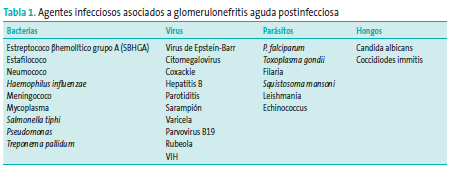 Tabla 1. Agentes infecciosos asociados a glomerulonefritis aguda postinfecciosa
Bacterias Virus Parásitos Hongos
Estreptococo βhemolítico grupo A (SBHGA) Virus de Epstein-Barr P. falciparum Candida albicans
Estafilococo Citomegalovirus Toxoplasma gondii Coccidiodes immitis
Neumococo Coxackie Filaria
Haemophilus influenzae Hepatitis B Squistosoma mansoni
Meningococo Parotiditis Leishmania
Mycoplasma Sarampión Echinococcus
Salmonella tiphi Varicela
Pseudomonas Parvovirus B19
Treponema pallidum Rubeola
VIH